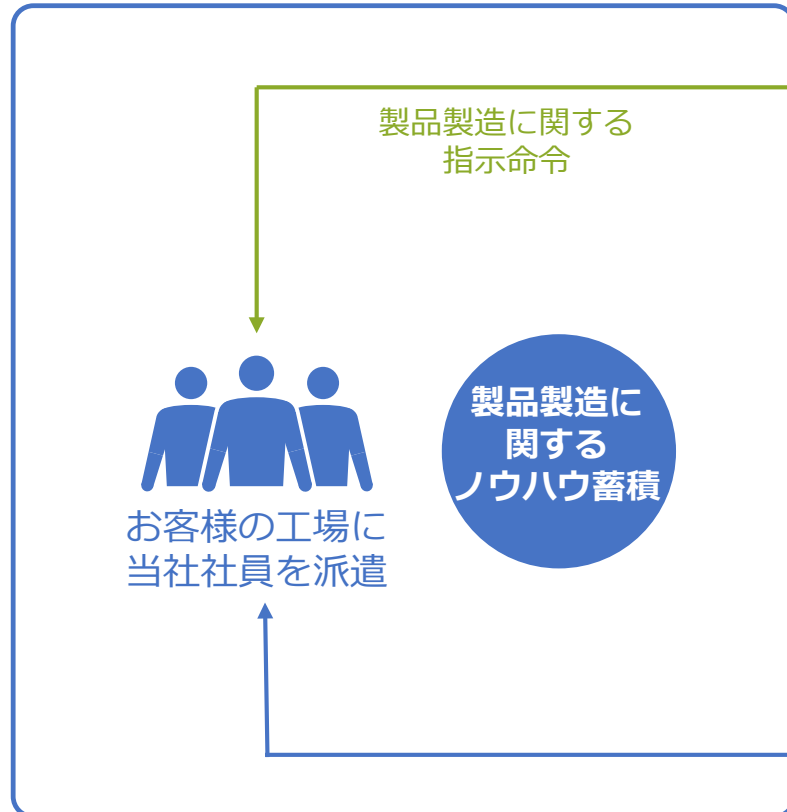 製品製造に関する
指示命令
製品製造に
関する
ノウハウ蓄積
お客様の工場に
当社社員を派遣